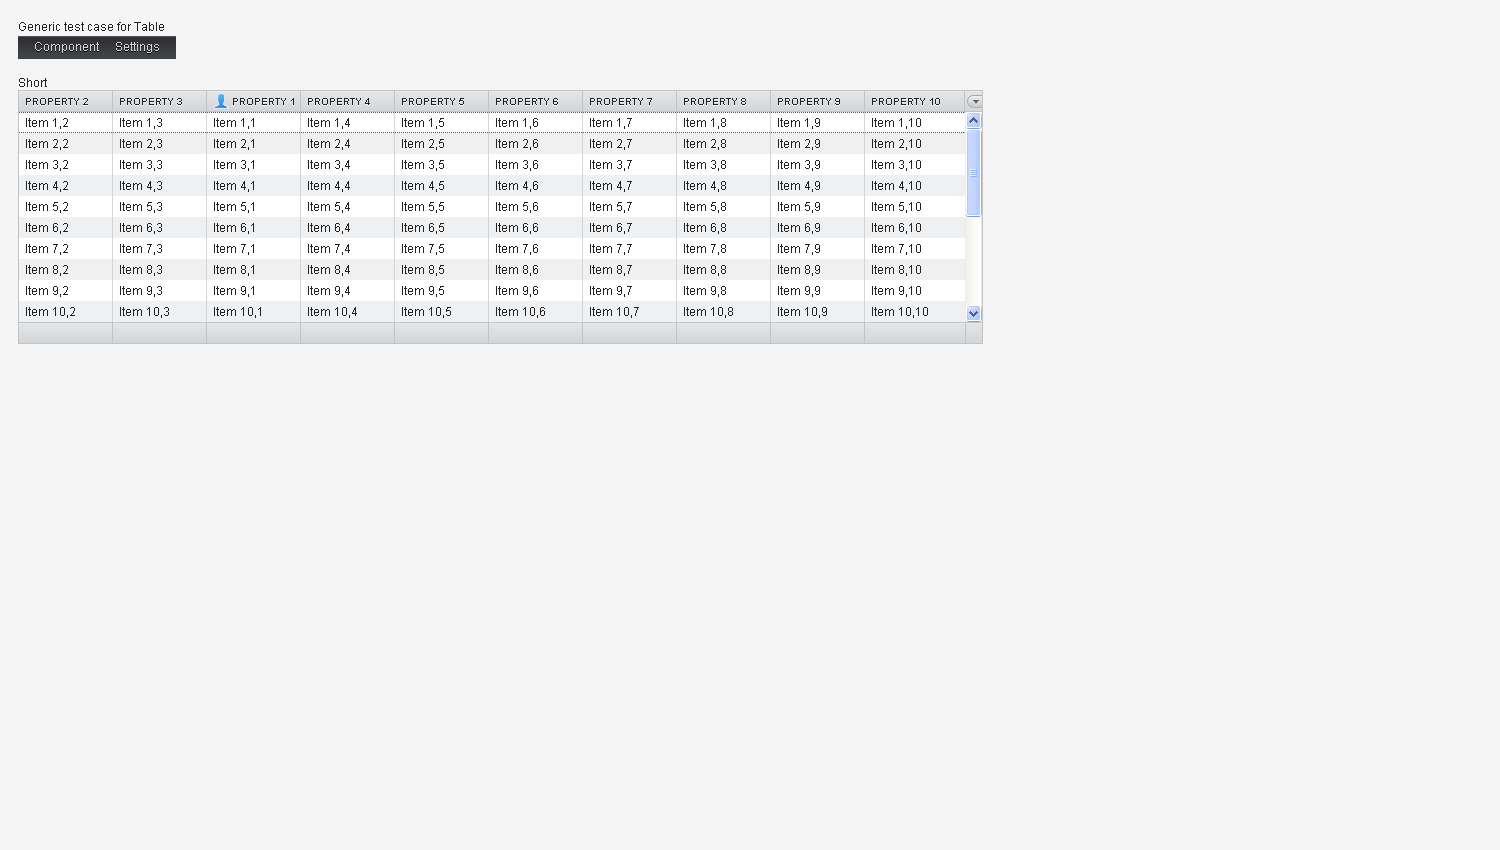 Generic test case for Table
Component Settings
Short
PROPERTY 2 PROPERTY 3 PROPERTY 1 PROPERTY 4 PROPERTY 5 PROPERTY 6 PROPERTY 7 PROPERTY 8 PROPERTY 9 PROPERTY 10
Item 1,2 Item 1,3 Item 1,1 Item 1,4 Item 1,5 Item 1,6 Item 1,7 Item 1,8 Item 1,9 Item 1,10
Item 2,2 Item 2,3 Item 2,1 Item 2,4 Item 2,5 Item 2,6 Item 2,7 Item 2,8 Item 2,9 Item 2,10
Item 3,2 Item 3,3 Item 3,1 Item 3,4 Item 3,5 Item 3,6 Item 3,7 Item 3,8 Item 3,9 Item 3,10
Item 4,2 Item 4,3 Item 4,1 Item 4,4 Item 4,5 Item 4,6 Item 4,7 Item 4,8 Item 4,9 Item 4,10
Item 5,2 Item 5,3 Item 5,1 Item 5,4 Item 5,5 Item 5,6 Item 5,7 Item 5,8 Item 5,9 Item 5,10
Item 6,2 Item 6,3 Item 6,1 Item 6,4 Item 6,5 Item 6,6 Item 6,7 Item 6,8 Item 6,9 Item 6,10
Item 7,2 Item 7,3 Item 7,1 Item 7,4 Item 7,5 Item 7,6 Item 7,7 Item 7,8 Item 7,9 Item 7,10
Item 8,2 Item 8,3 Item 8,1 Item 8,4 Item 8,5 Item 8,6 Item 8,7 Item 8,8 Item 8,9 Item 8,10
Item 9,2 Item 9,3 Item 9,1 Item 9,4 Item 9,5 Item 9,6 Item 9,7 Item 9,8 Item 9,9 Item 9,10
Item 10,2 Item 10,3 Item 10,1 Item 10,4 Item 10,5 Item 10,6 Item 10,7 Item 10,8 Item 10,9 Item 10,10